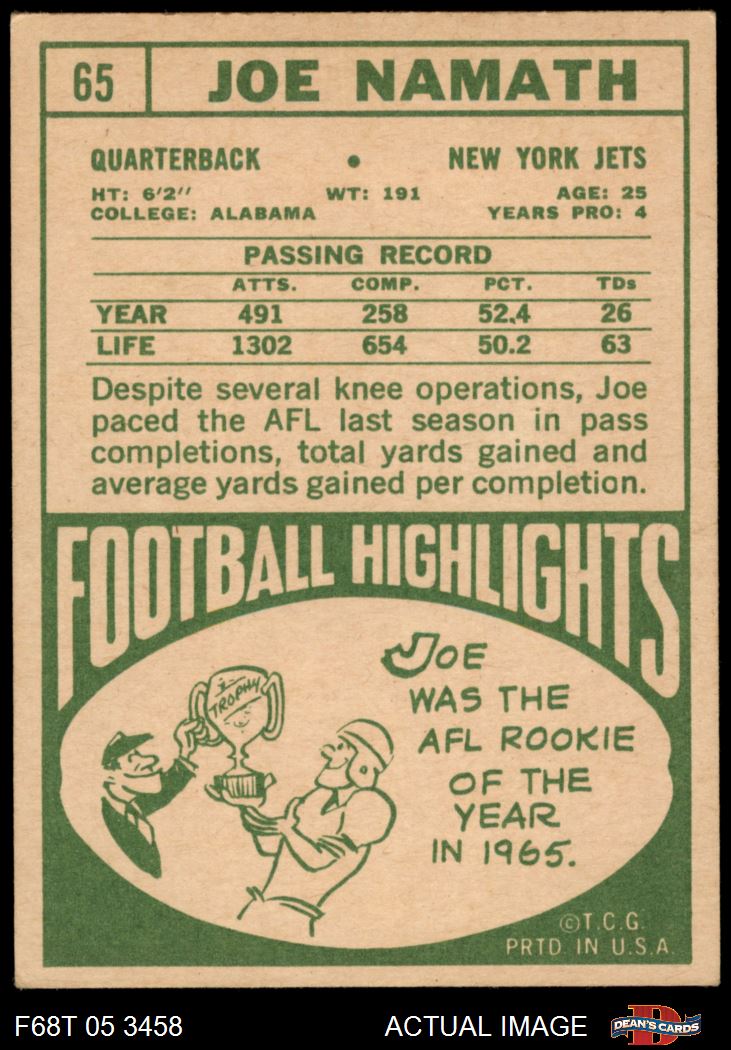 65 JOE NAMATH
QUARTERBACK • NEW YORK JETS
HT: 6'2" WT: 191 AGE: 25
COLLEGE: ALABAMA YEARS PRO: 4
PASSING RECORD
ATTS. COMP. PCT. TDs
YEAR 491 258 52.4 26
LIFE 1302 654 50.2 63
Despite several knee operations, Joe
paced the AFL last season in pass
completions, total yards gained and
average yards gained per completion.
FOOTBALL HIGHLIGHTS
TROPHY
JOE
WAS THE
AFL ROOKIE
OF THE
YEAR
IN 1965.
©T.C.G.
PRTD. IN U.S.A.
F68T 05 3458 ACTUAL IMAGE D DEAN'S CARDS